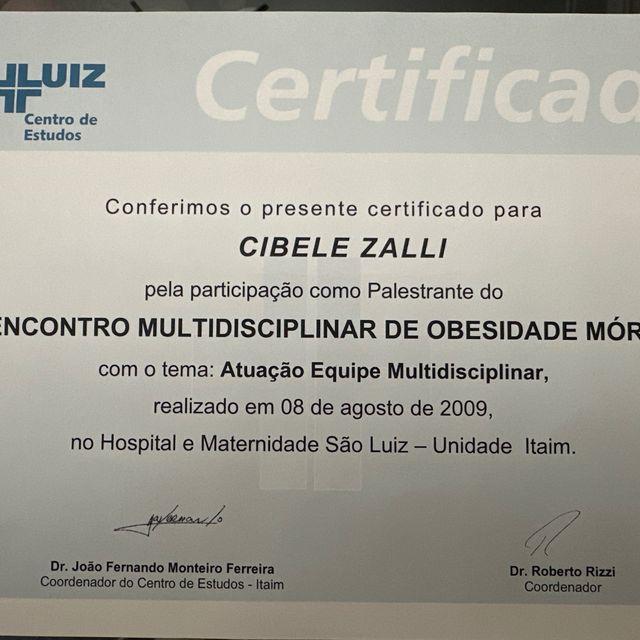 LUIZ
Centro de
Estudos
Certificad
Conferimos o presente certificado para
CIBELE ZALLI
pela participação como Palestrante do
ENCONTRO MULTIDISCIPLINAR DE OBESIDADE MÓR
com o tema: Atuação Equipe Multidisciplinar,
realizado em 08 de agosto de 2009,
no Hospital e Maternidade São Luiz – Unidade Itaim.
Dr. João Fernando Monteiro Ferreira
Coordenador do Centro de Estudos - Itaim
Dr. Roberto Rizzi
Coordenador